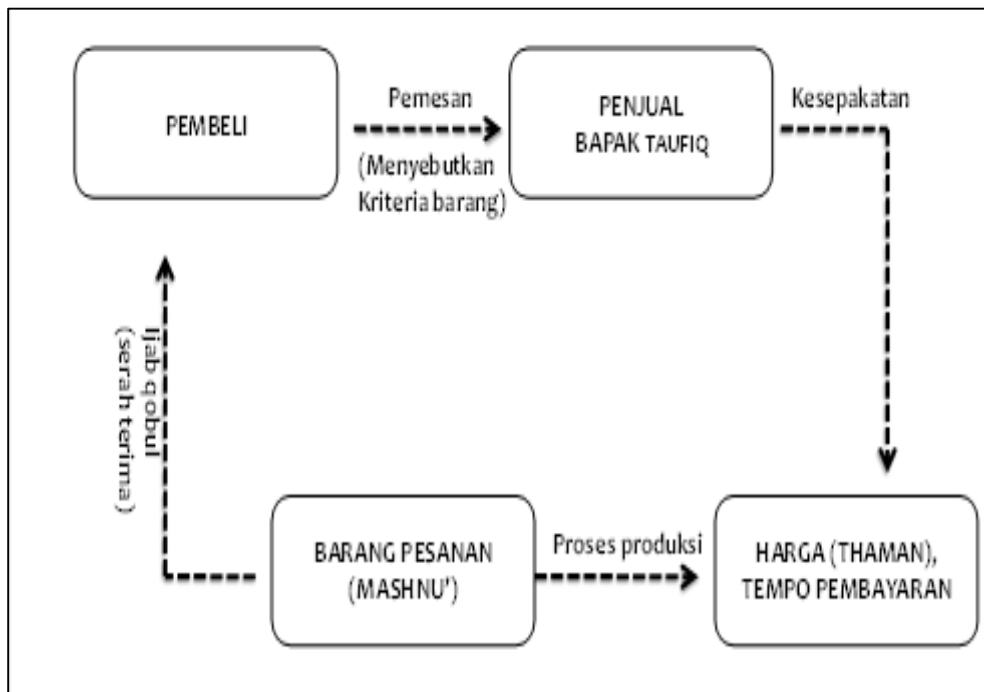 PEMBELI
Pemesan
(Menyebutkan
Kriteria barang)
PENJUAL
BAPAK TAUFIQ
Kesepakatan
Ijab qobul
(serah terima)
BARANG PESANAN
(MASHNU')
Proses produksi
HARGA (THAMAN),
TEMPO PEMBAYARAN